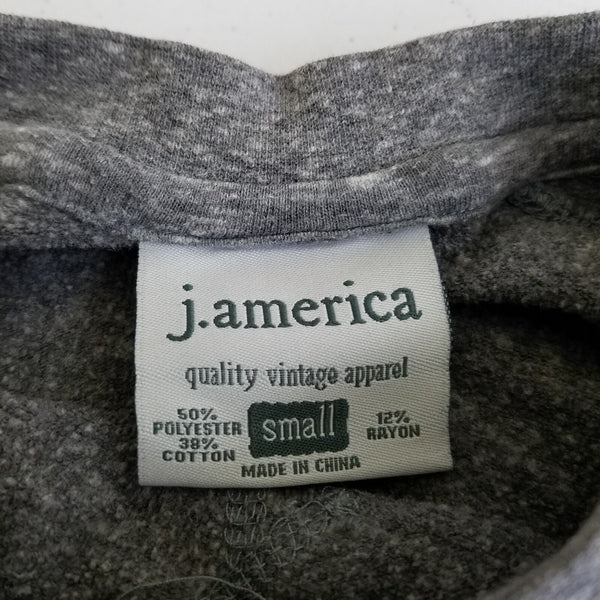 j.america
quality vintage apparel
50%
POLYESTER
38%
COTTON
small
12%
RAYON
MADE IN CHINA